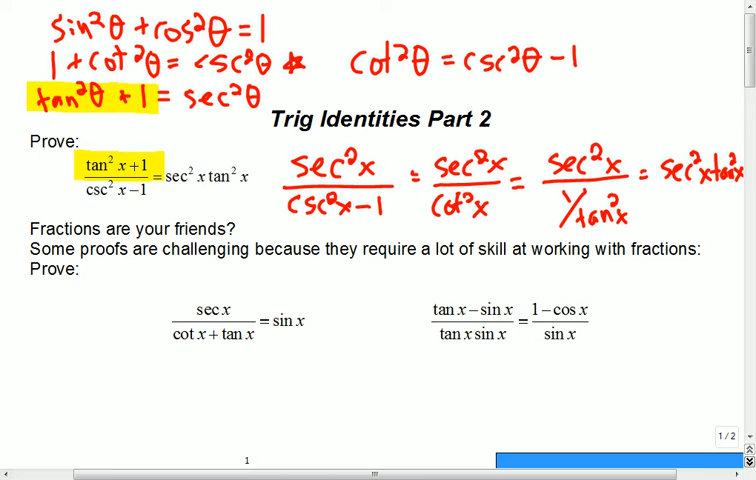 sin²θ + cos²θ = 1
1 + cot²θ = csc²θ * cot²θ = csc²θ − 1
tan²θ + 1 = sec²θ
Trig Identities Part 2
Prove:
(tan² x + 1)/(csc² x − 1) = sec² x tan² x
sec²x/(csc²x − 1) = sec²x/cot²x = sec²x/(1/tan²x) = sec²x tan²x
Fractions are your friends?
Some proofs are challenging because they require a lot of skill at working with fractions:
Prove:
sec x/(cot x + tan x) = sin x
(tan x − sin x)/(tan x sin x) = (1 − cos x)/sin x
1/2
1